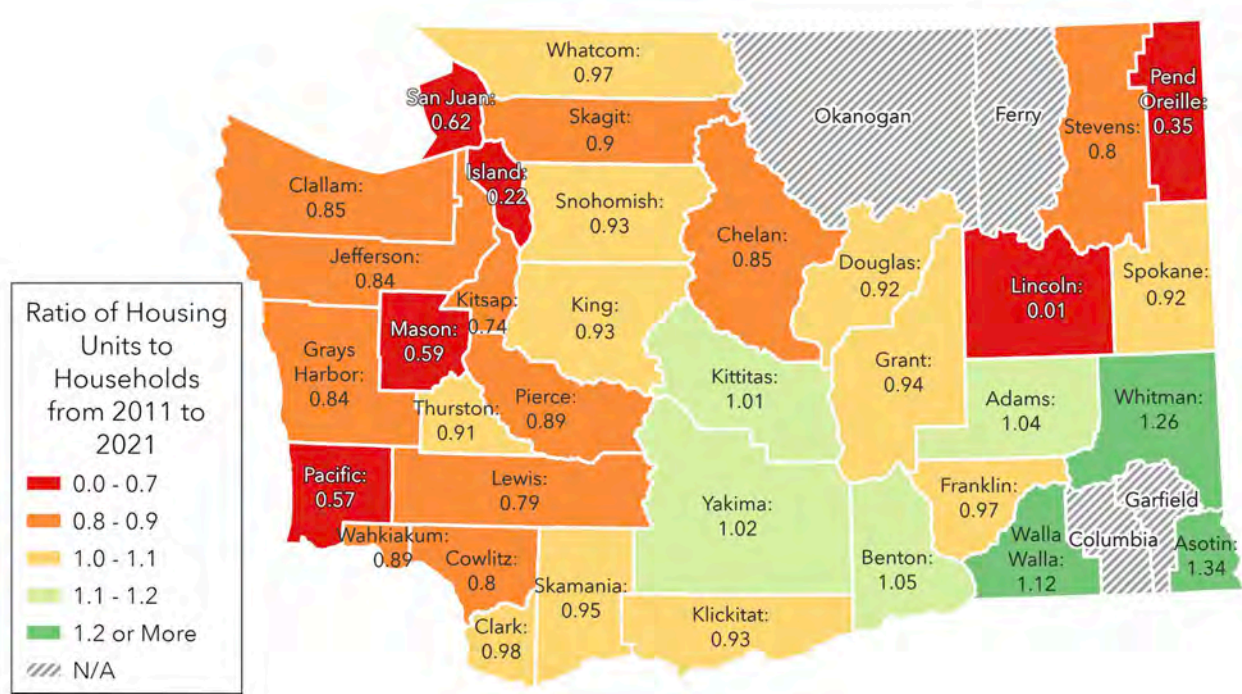 Whatcom:
0.97
San Juan:
0.62
Skagit:
0.9
Okanogan
Ferry
Stevens:
0.8
Pend
Oreille:
0.35
Clallam:
0.85
Island:
0.22
Snohomish:
0.93
Chelan:
0.85
Douglas:
0.92
Lincoln:
0.01
Spokane:
0.92
Jefferson:
0.84
Kitsap:
0.74
King:
0.93
Mason:
0.59
Grays
Harbor:
0.84
Thurston:
0.91
Pierce:
0.89
Kittitas:
1.01
Grant:
0.94
Adams:
1.04
Whitman:
1.26
Pacific:
0.57
Lewis:
0.79
Yakima:
1.02
Franklin:
0.97
Garfield
Columbia
Walla
Walla:
1.12
Asotin:
1.34
Wahkiakum:
0.89
Cowlitz:
0.8
Skamania:
0.95
Benton:
1.05
Klickitat:
0.93
Clark:
0.98
Ratio of Housing
Units to
Households
from 2011 to
2021
0.0 - 0.7
0.8 - 0.9
1.0 - 1.1
1.1 - 1.2
1.2 or More
N/A